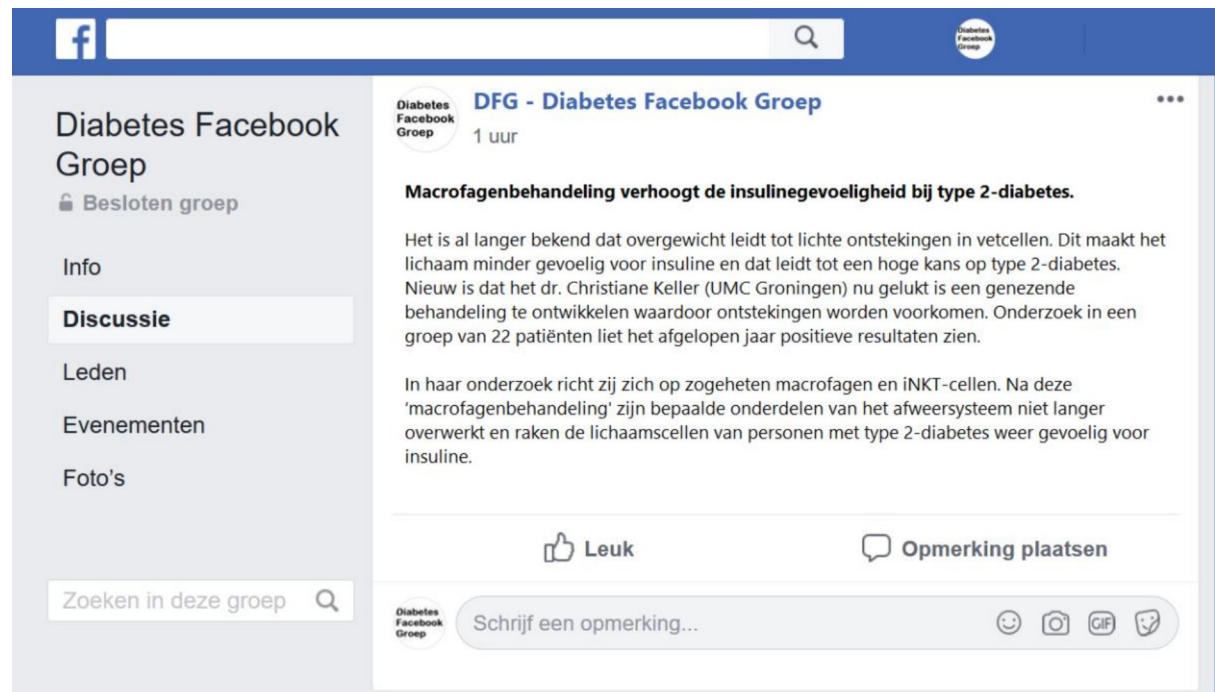 f
Diabetes
Facebook
Groep
Diabetes Facebook
Groep
Besloten groep
Info
Discussie
Leden
Evenementen
Foto's
Zoeken in deze groep
Diabetes
Facebook
Groep
DFG - Diabetes Facebook Groep
1 uur
Macrofagenbehandeling verhoogt de insulinegevoeligheid bij type 2-diabetes.
Het is al langer bekend dat overgewicht leidt tot lichte ontstekingen in vetcellen. Dit maakt het
lichaam minder gevoelig voor insuline en dat leidt tot een hoge kans op type 2-diabetes.
Nieuw is dat het dr. Christiane Keller (UMC Groningen) nu gelukt is een genezende
behandeling te ontwikkelen waardoor ontstekingen worden voorkomen. Onderzoek in een
groep van 22 patiënten liet het afgelopen jaar positieve resultaten zien.
In haar onderzoek richt zij zich op zogeheten macrofagen en iNKT-cellen. Na deze
'macrofagenbehandeling' zijn bepaalde onderdelen van het afweersysteem niet langer
overwerkt en raken de lichaamscellen van personen met type 2-diabetes weer gevoelig voor
insuline.
Leuk
Opmerking plaatsen
Diabetes
Facebook
Groep
Schrijf een opmerking...
GIF